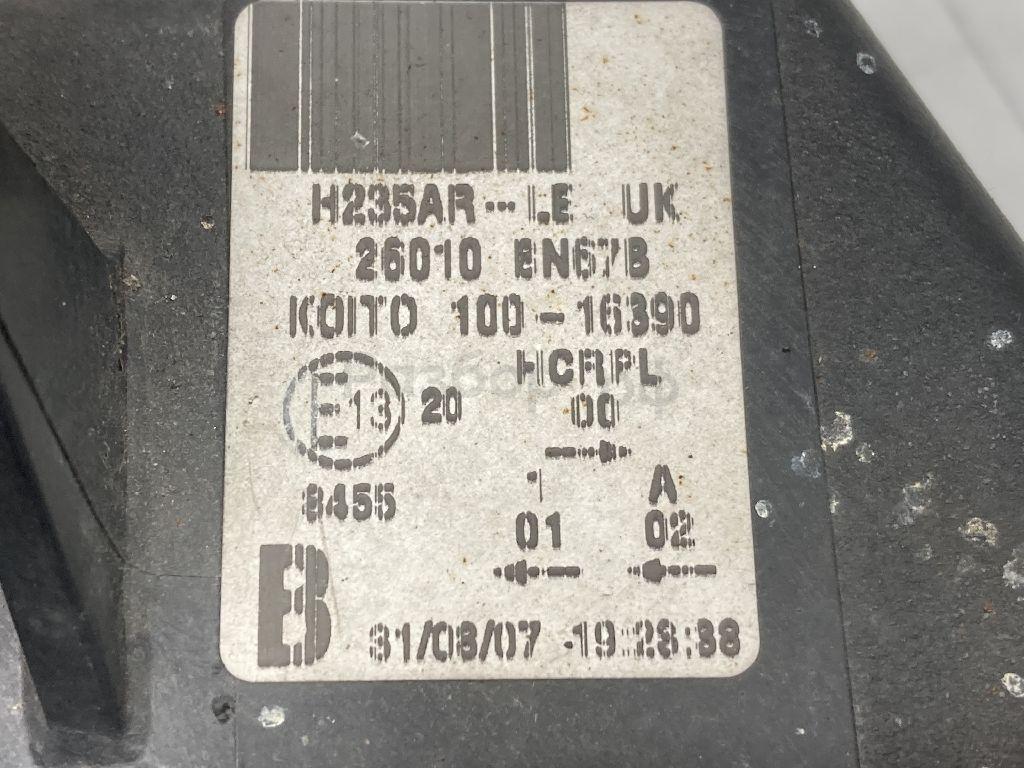 H235AR-- LE UK
26010 EN67B
KOITO 100-16390
HCRPL
E13 20
00
8455
1 A
01 02
B
31/08/07 19:28:38